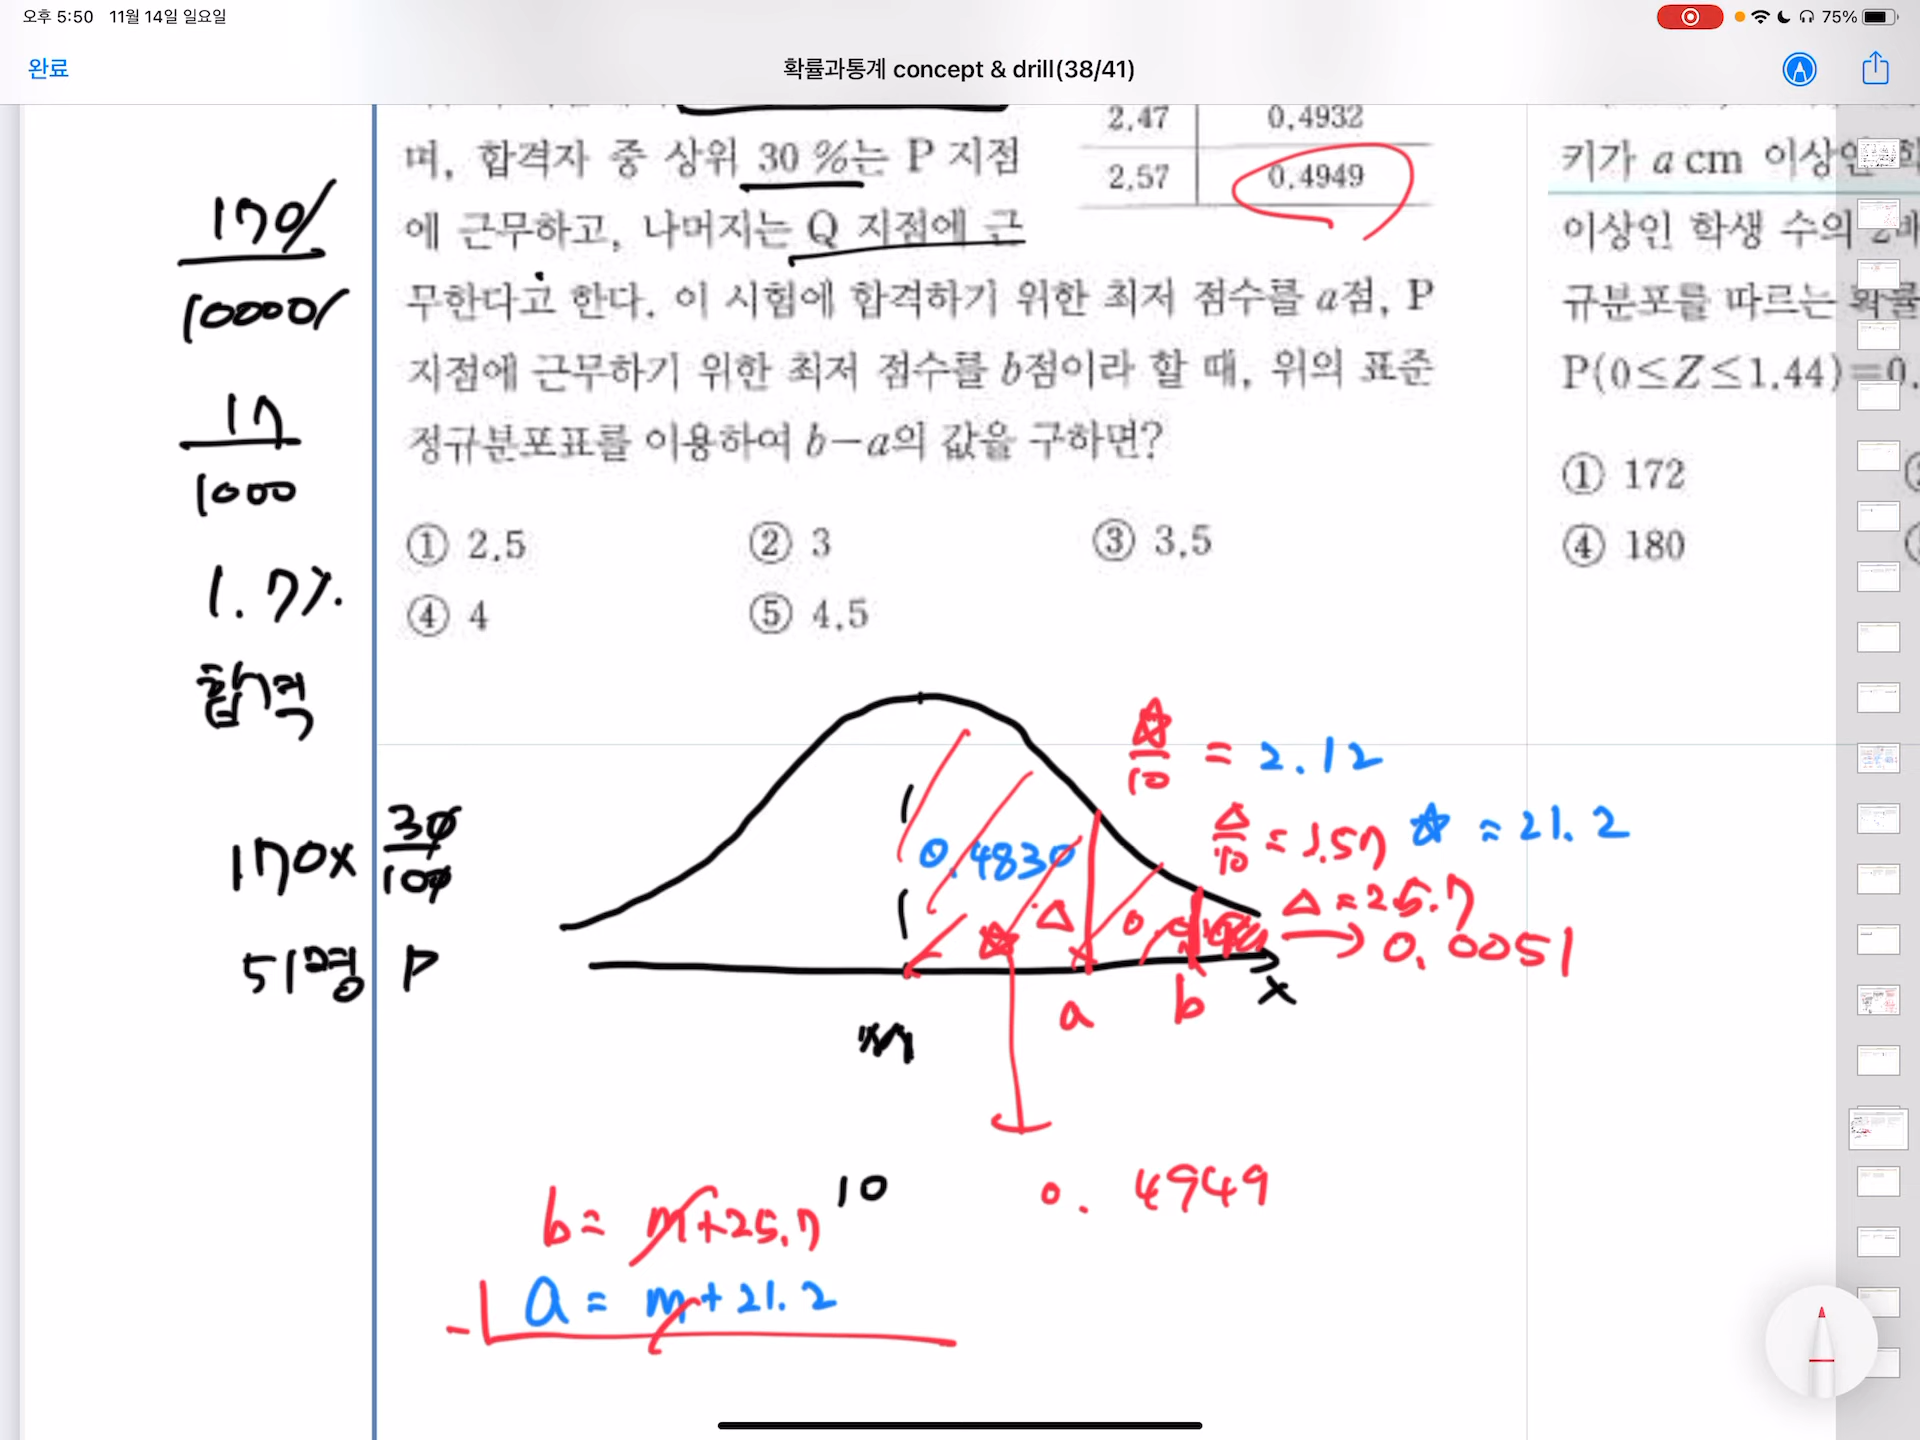 오후 5:50 11월 14일 일요일
75%
완료
확률과통계 concept & drill(38/41)
2.47 0.4932
2.57 0.4949
며, 합격자 중 상위 30 %는 P 지점
에 근무하고, 나머지는 Q 지점에 근
무한다고 한다. 이 시험에 합격하기 위한 최저 점수를 a점, P
지점에 근무하기 위한 최저 점수를 b점이라 할 때, 위의 표준
정규분포표를 이용하여 b-a의 값을 구하면?
① 2.5 ② 3 ③ 3.5
④ 4 ⑤ 4.5
키가 a cm 이상인
이상인 학생 수의
규분포를 따르는 확률
P(0≤Z≤1.44)=0.
① 172
④ 180
170
10000
17
1000
1.7%
합격
170x 30
100
51명 P
☆
10 = 2.12
△
10 = 2.57 ☆ = 21.2
△ = 25.7
0.4830
☆ △
→ 0.0051
a b x
m
10
0.4949
b = m+25.7
- a = m+21.2